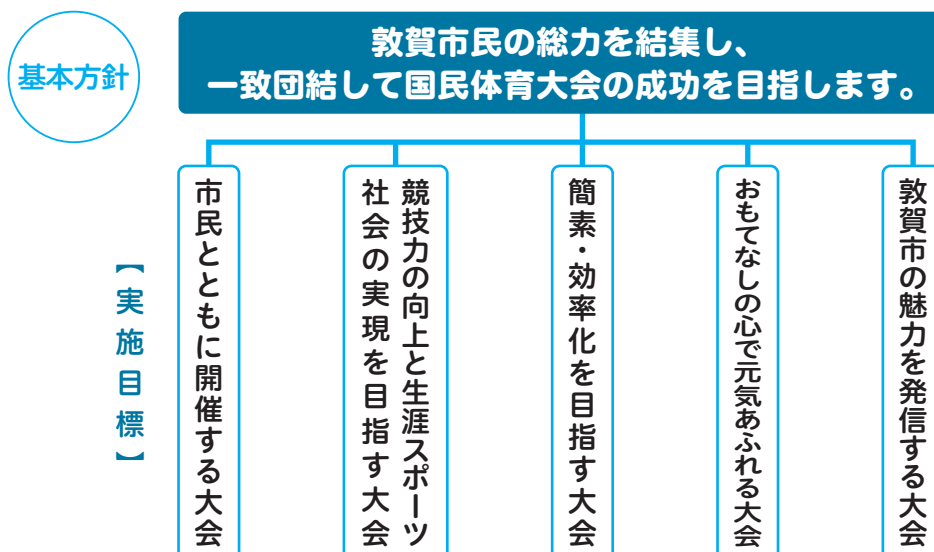 基本方針
敦賀市民の総力を結集し、
一致団結して国民体育大会の成功を目指します。
【実施目標】
市民とともに開催する大会
競技力の向上と生涯スポーツ
社会の実現を目指す大会
簡素・効率化を目指す大会
おもてなしの心で元気あふれる大会
敦賀市の魅力を発信する大会